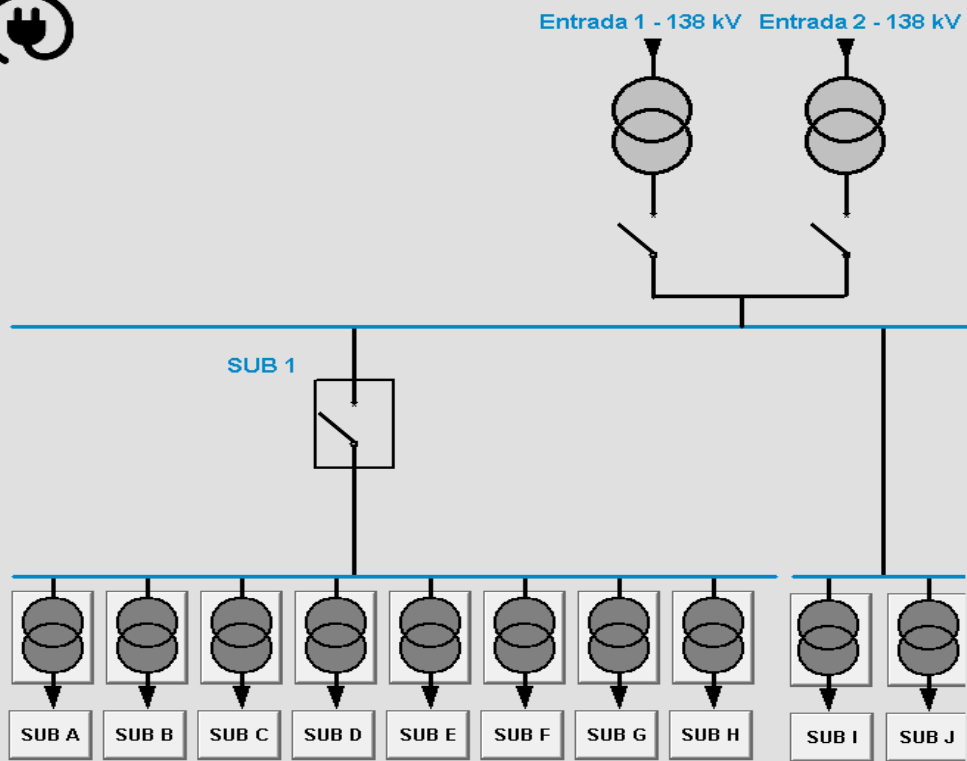 Entrada 1 - 138 kV
Entrada 2 - 138 kV
SUB 1
SUB A
SUB B
SUB C
SUB D
SUB E
SUB F
SUB G
SUB H
SUB I
SUB J